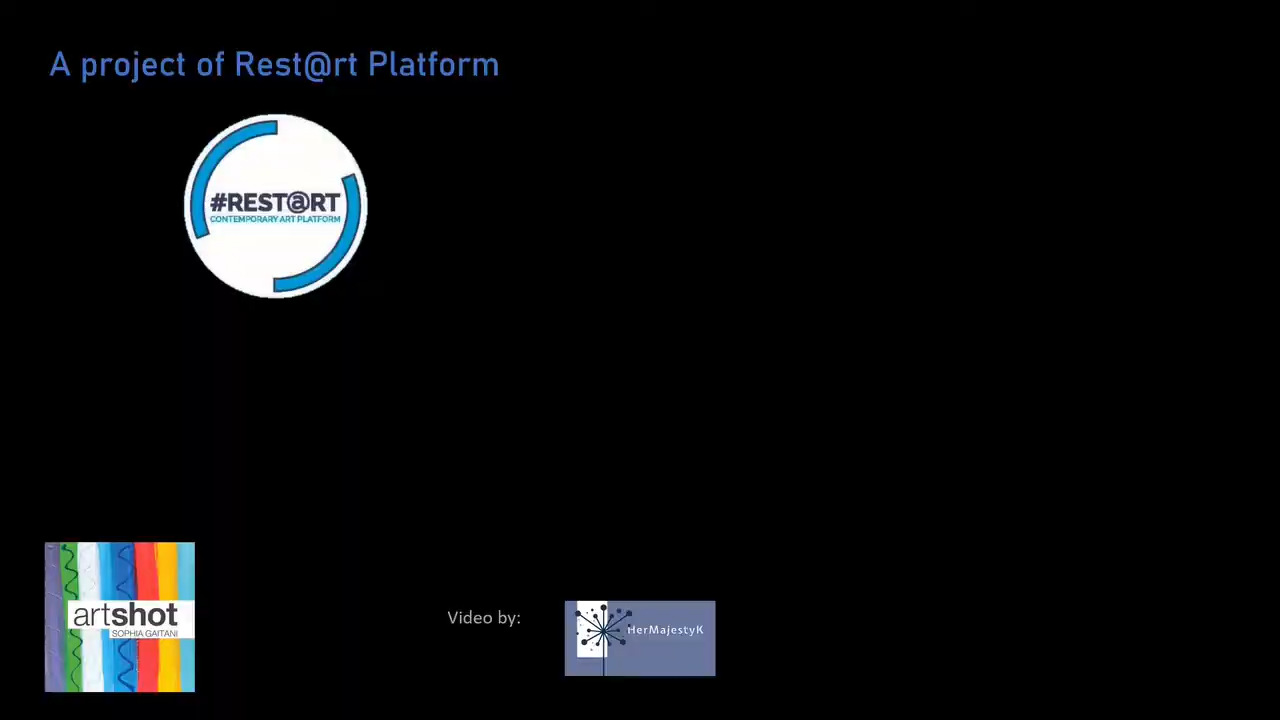 A project of Rest@rt Platform
#REST@RT
CONTEMPORARY ART PLATFORM
artshot
SOPHIA GAITANI
Video by:
HerMajestyK